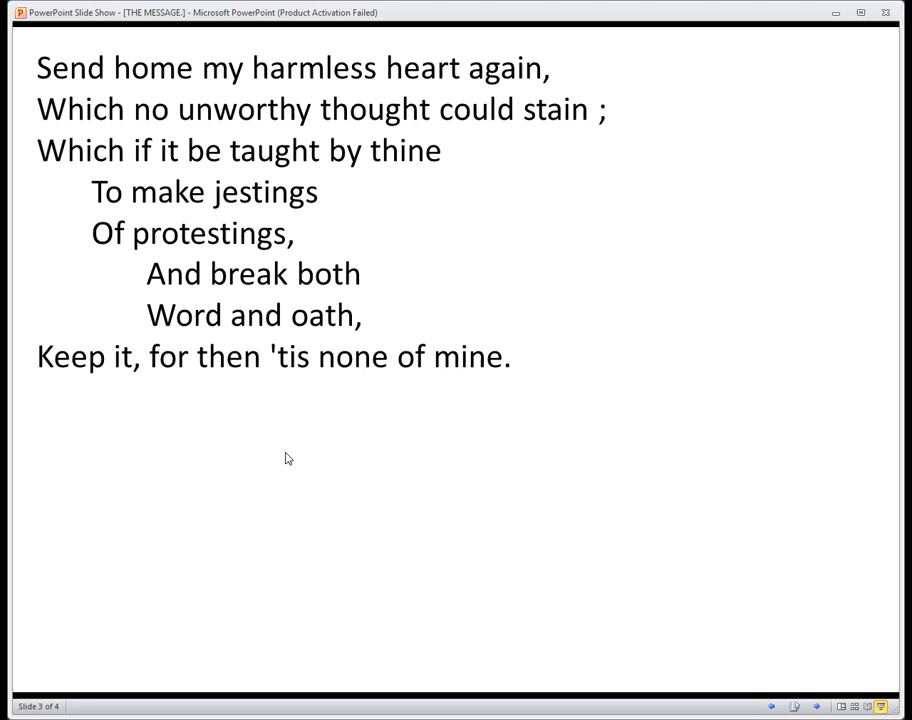 PowerPoint Slide Show - [THE MESSAGE.] - Microsoft PowerPoint (Product Activation Failed)
Send home my harmless heart again,
Which no unworthy thought could stain ;
Which if it be taught by thine
To make jestings
Of protestings,
And break both
Word and oath,
Keep it, for then 'tis none of mine.
Slide 3 of 4